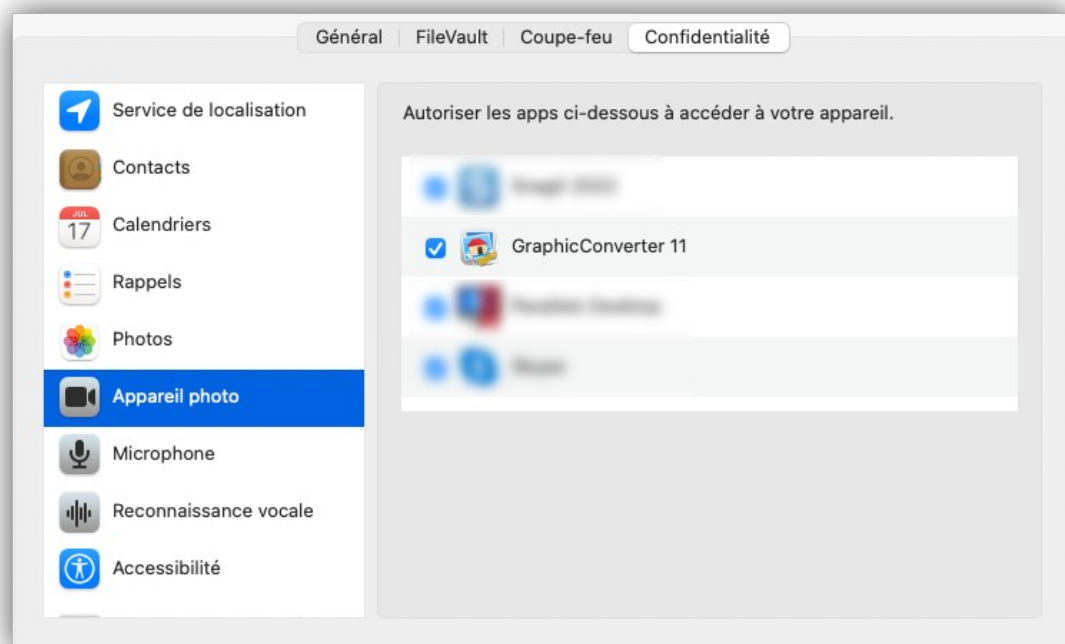 Général
FileVault
Coupe-feu
Confidentialité
Service de localisation
Contacts
JUL
17
Calendriers
Rappels
Photos
Appareil photo
Microphone
Reconnaissance vocale
Accessibilité
Autoriser les apps ci-dessous à accéder à votre appareil.
GraphicConverter 11